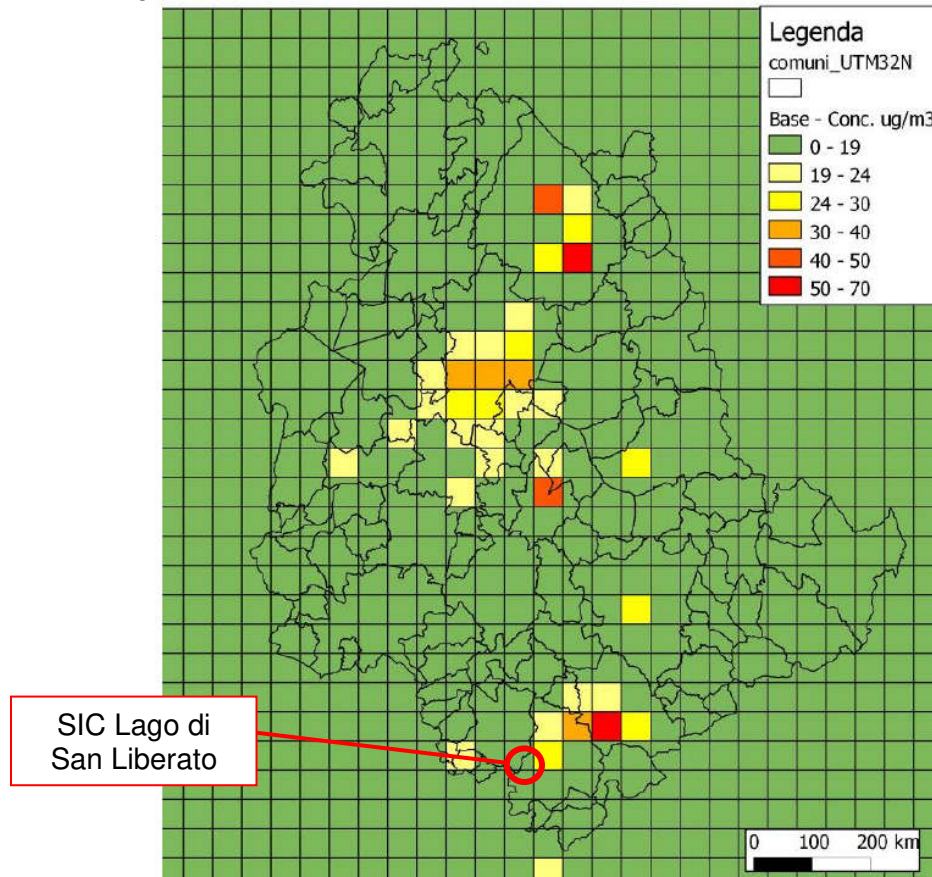 Legenda
comuni_UTM32N
Base - Conc. ug/m3
0 - 19
19 - 24
24 - 30
30 - 40
40 - 50
50 - 70
SIC Lago di
San Liberato
0 100 200 km